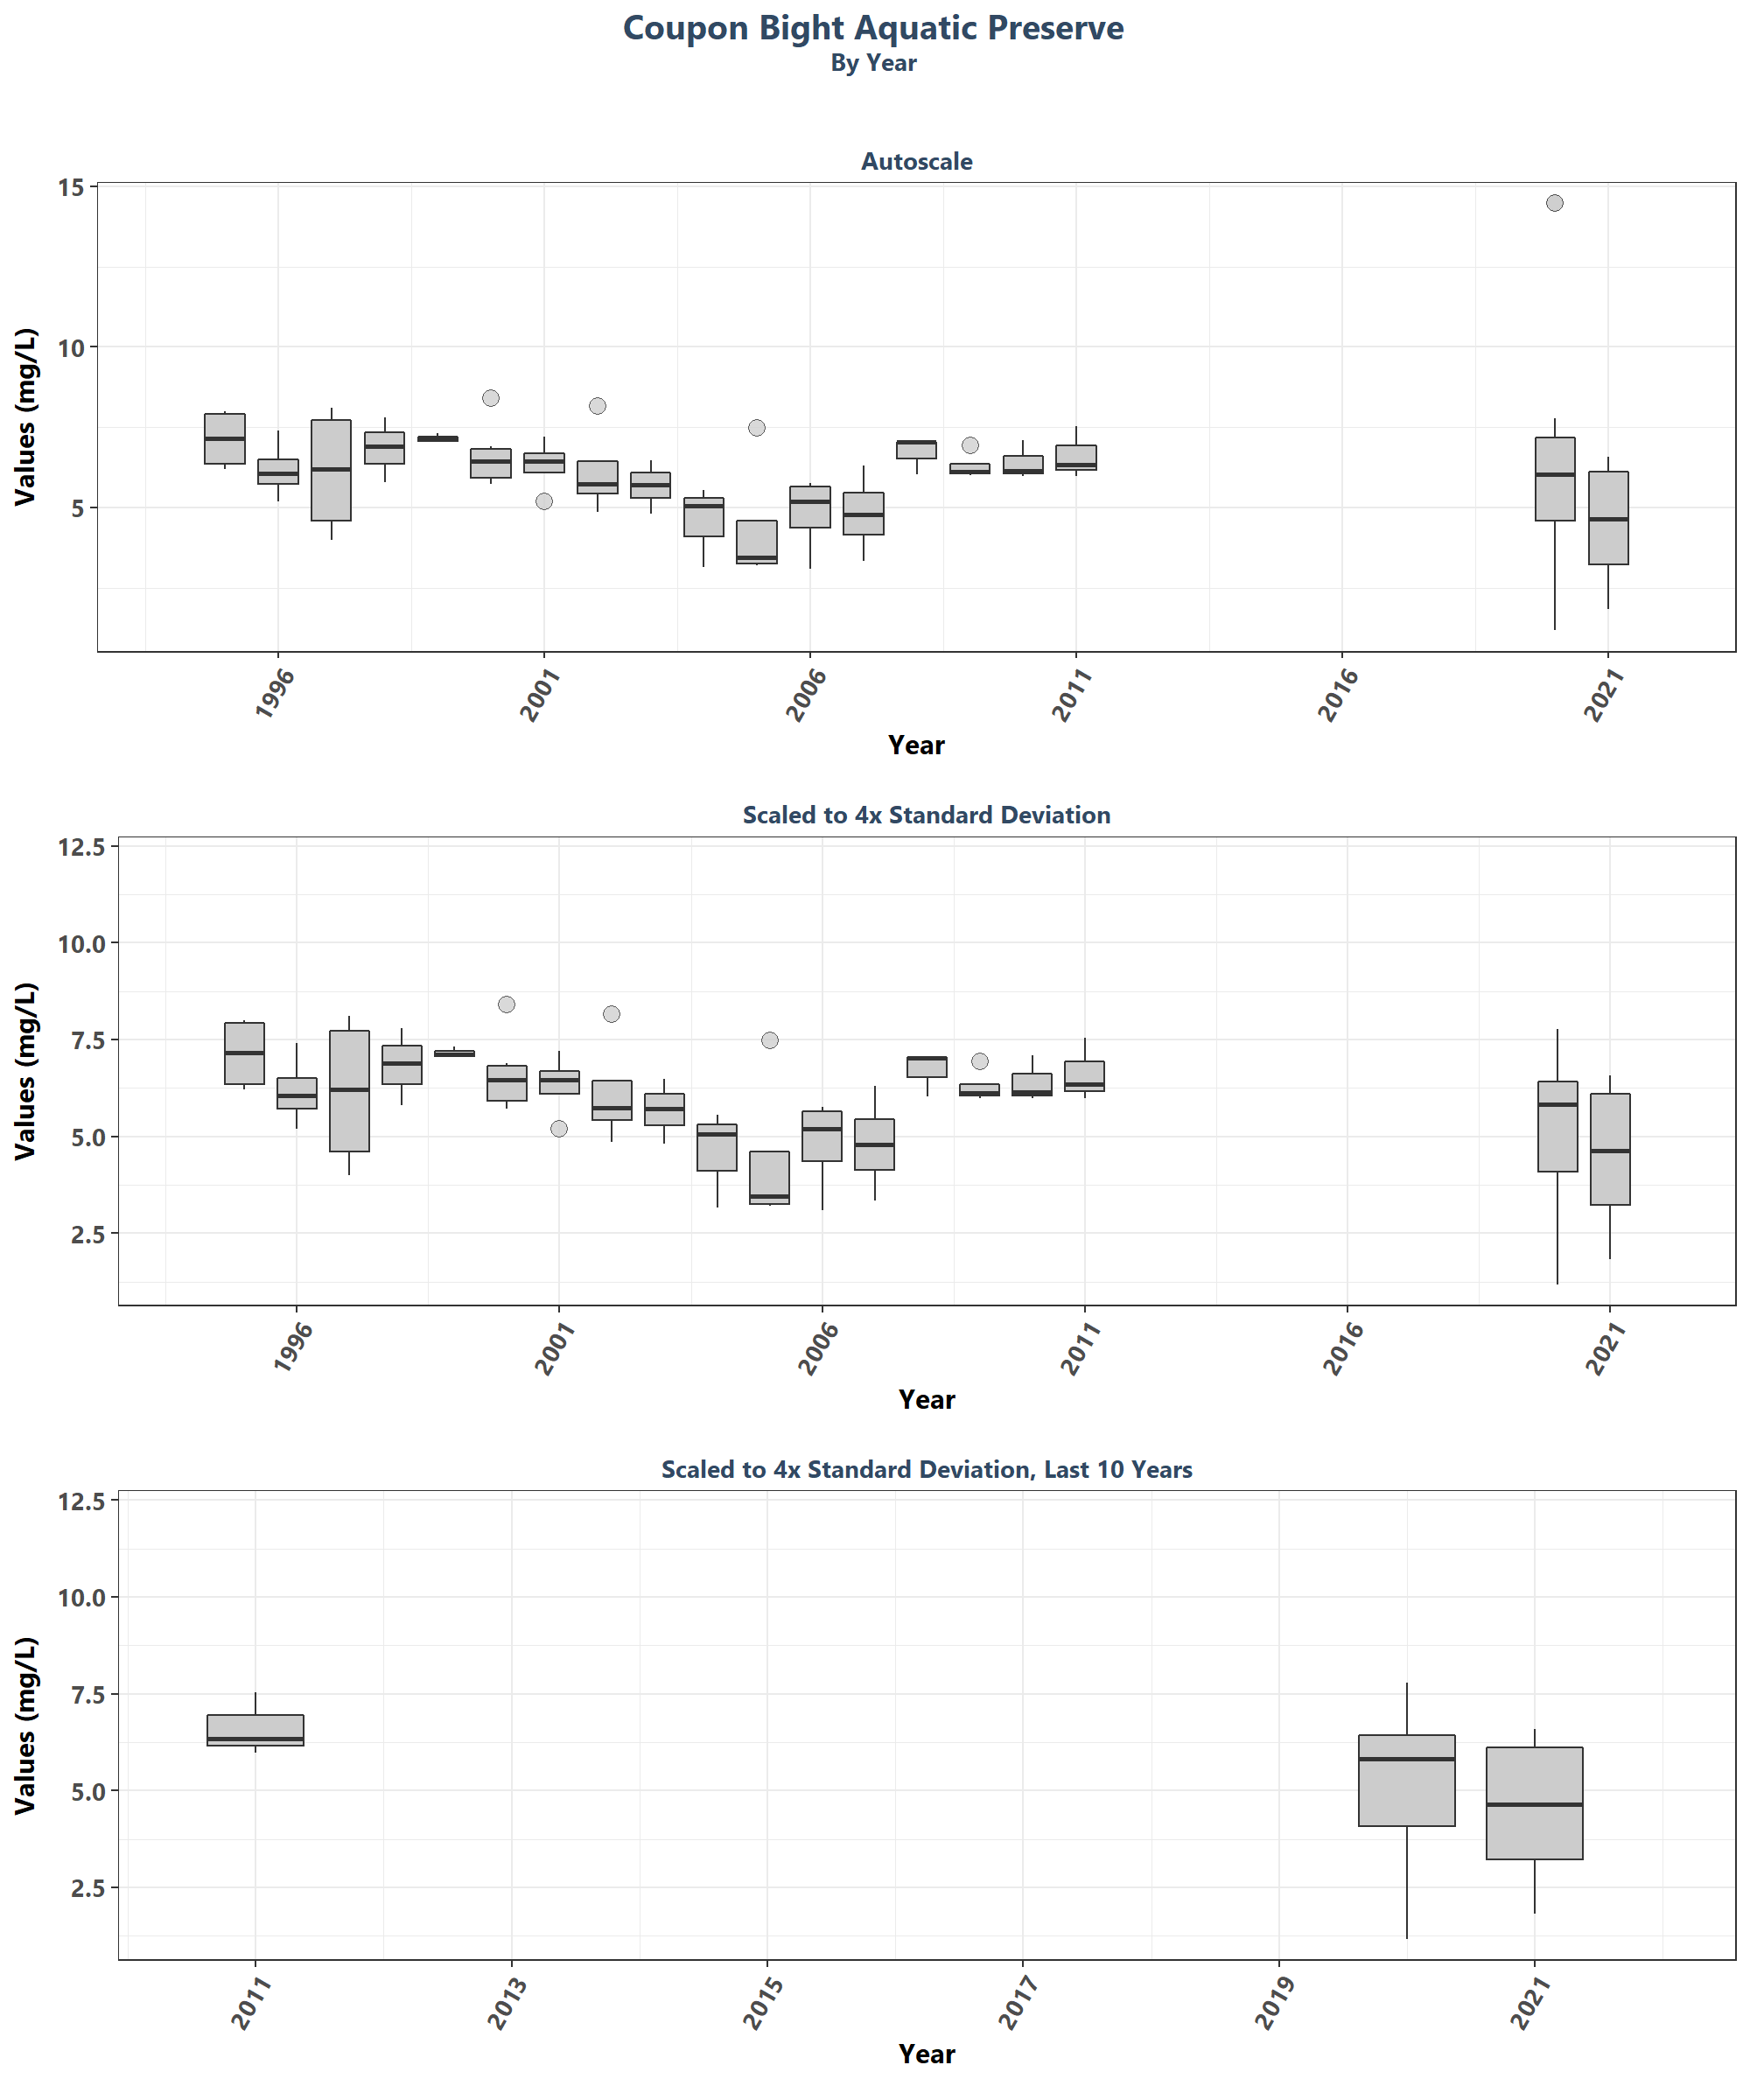 Coupon Bight Aquatic Preserve
By Year
Autoscale
15
10
5
Values (mg/L)
1996
2001
2006
2011
2016
2021
Year
Scaled to 4x Standard Deviation
12.5
10.0
7.5
5.0
2.5
Values (mg/L)
1996
2001
2006
2011
2016
2021
Year
Scaled to 4x Standard Deviation, Last 10 Years
12.5
10.0
7.5
5.0
2.5
Values (mg/L)
2011
2013
2015
2017
2019
2021
Year